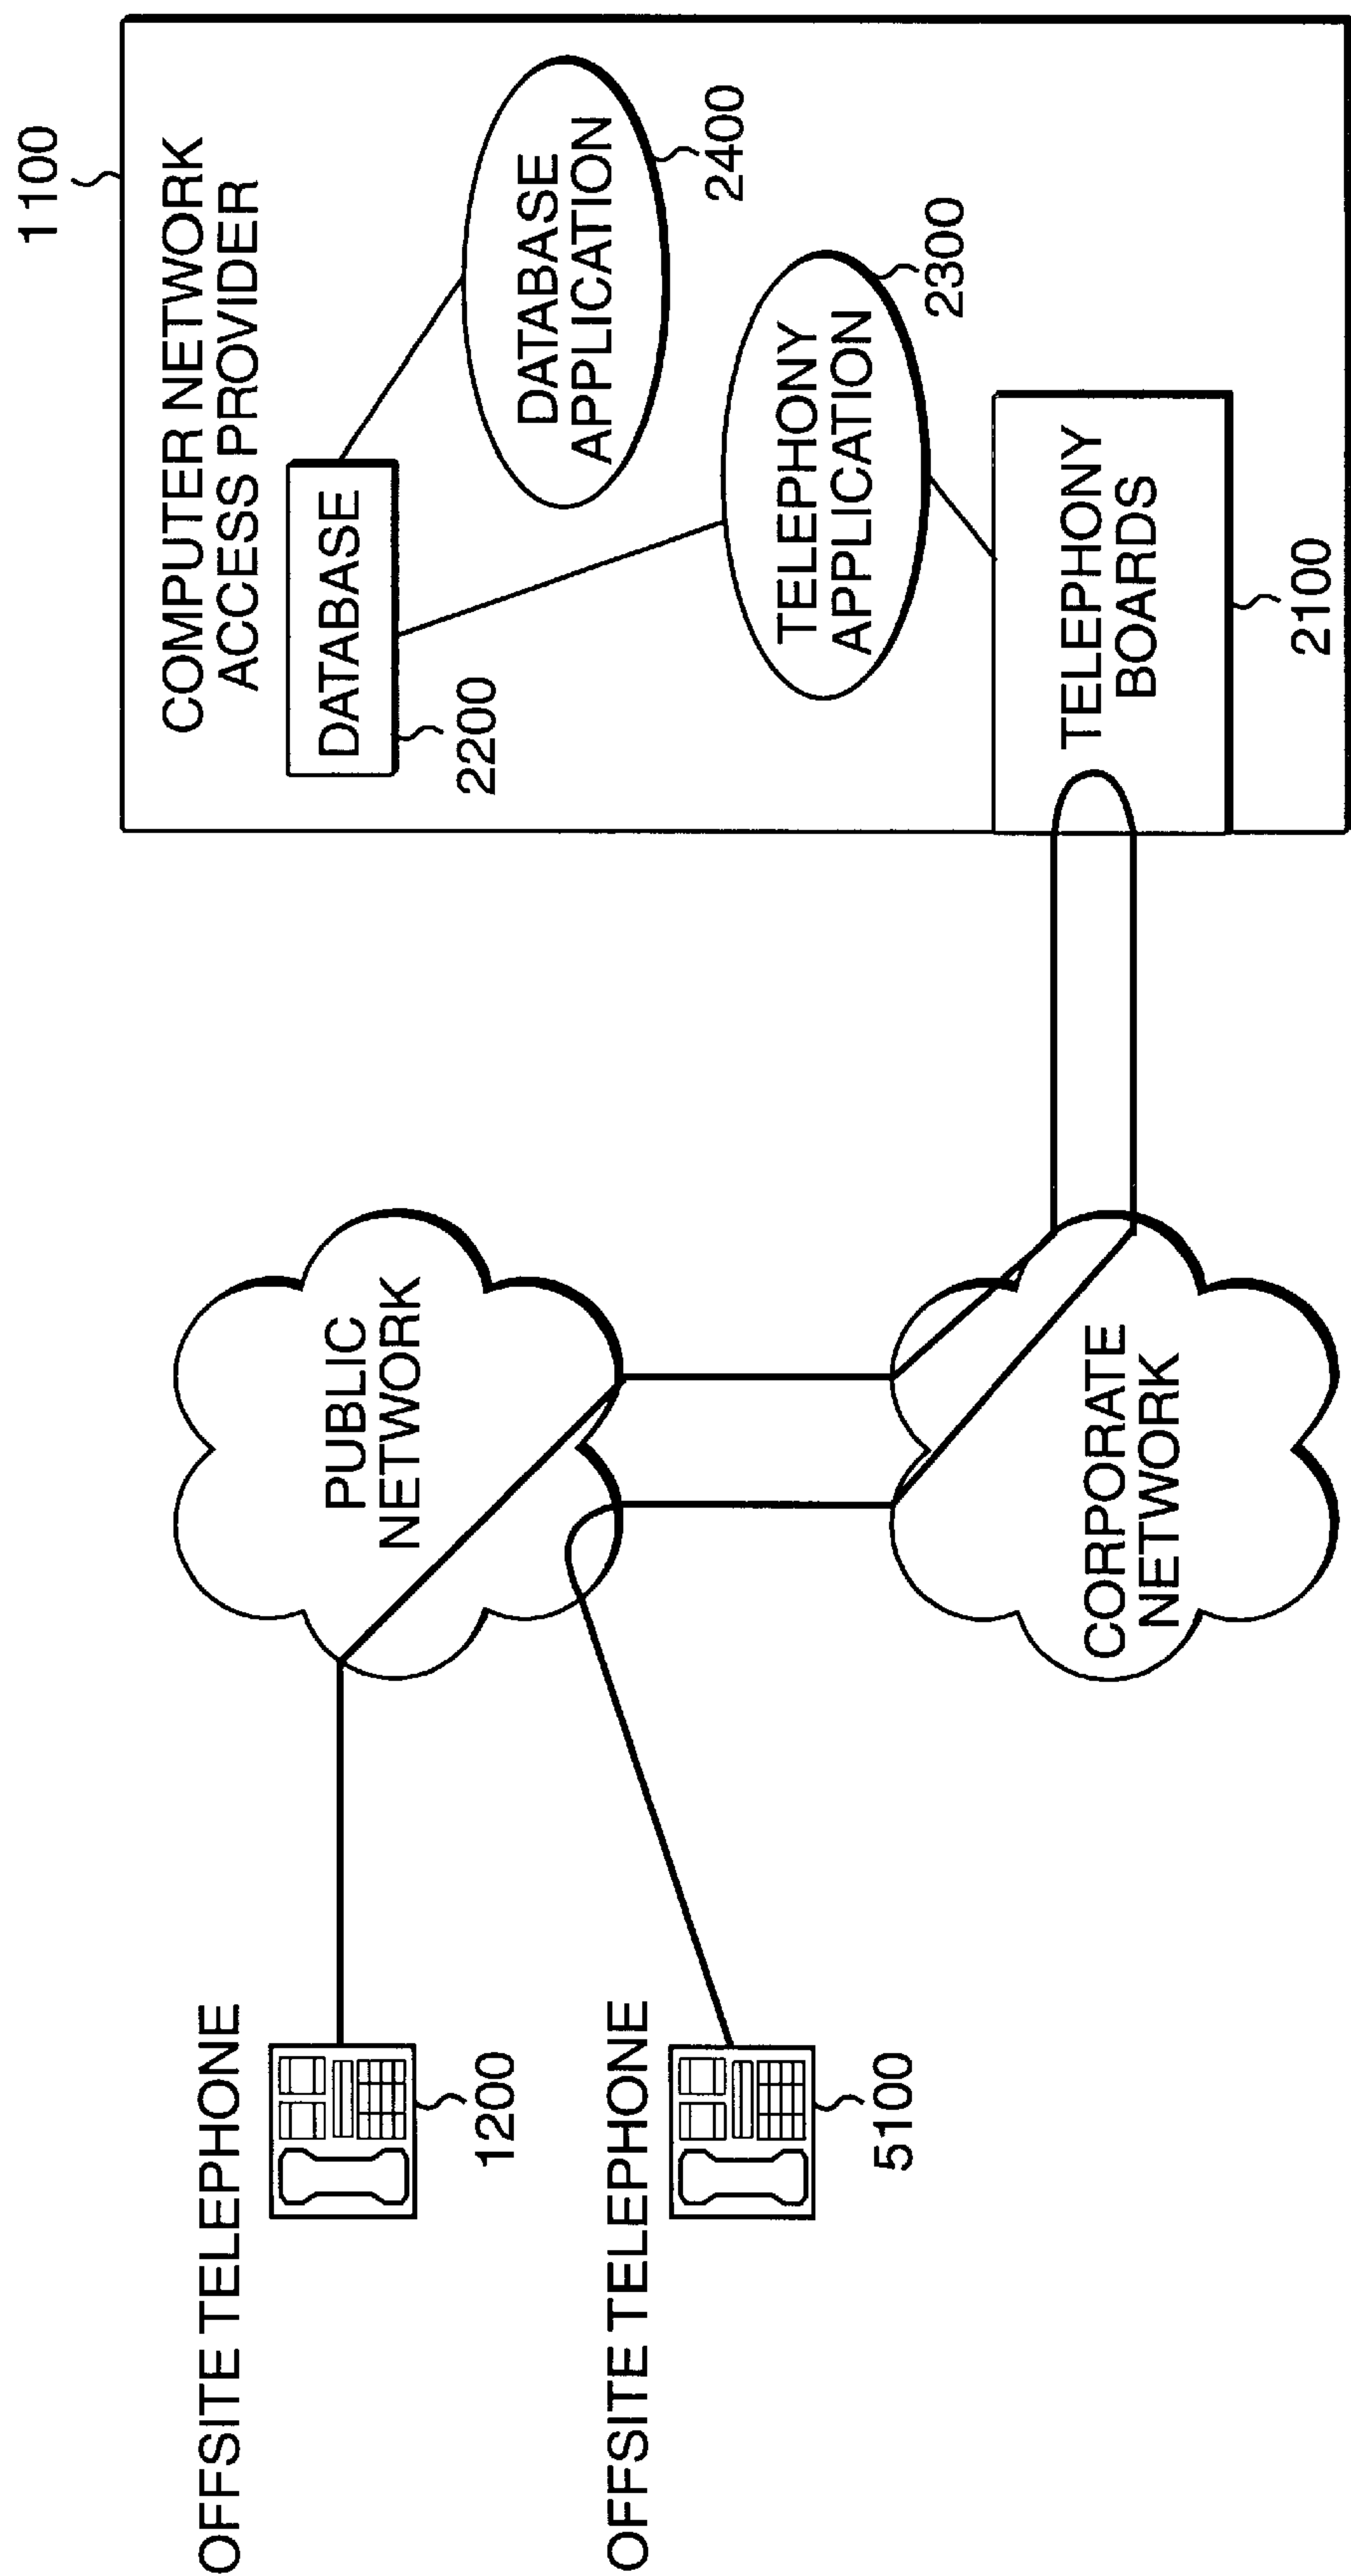 1100
COMPUTER NETWORK
ACCESS PROVIDER
DATABASE
2200
DATABASE
APPLICATION
2400
TELEPHONY
APPLICATION
2300
TELEPHONY
BOARDS
2100
PUBLIC
NETWORK
CORPORATE
NETWORK
OFFSITE TELEPHONE
1200
OFFSITE TELEPHONE
5100